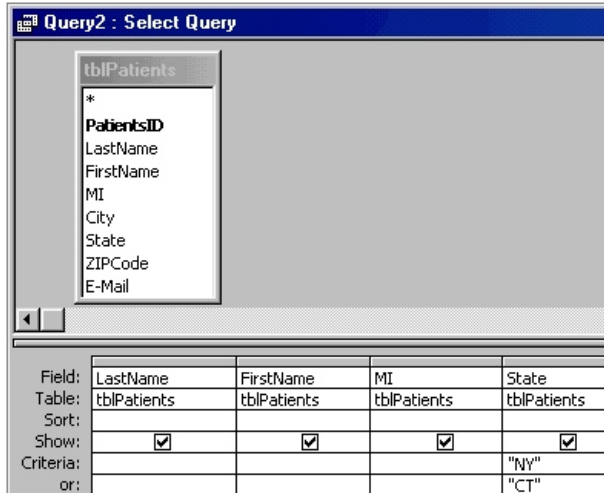 Query2 : Select Query
tblPatients
*
PatientsID
LastName
FirstName
MI
City
State
ZIPCode
E-Mail
Field: LastName FirstName MI State
Table: tblPatients tblPatients tblPatients tblPatients
Sort:
Show:
Criteria: "NY"
or: "CT"